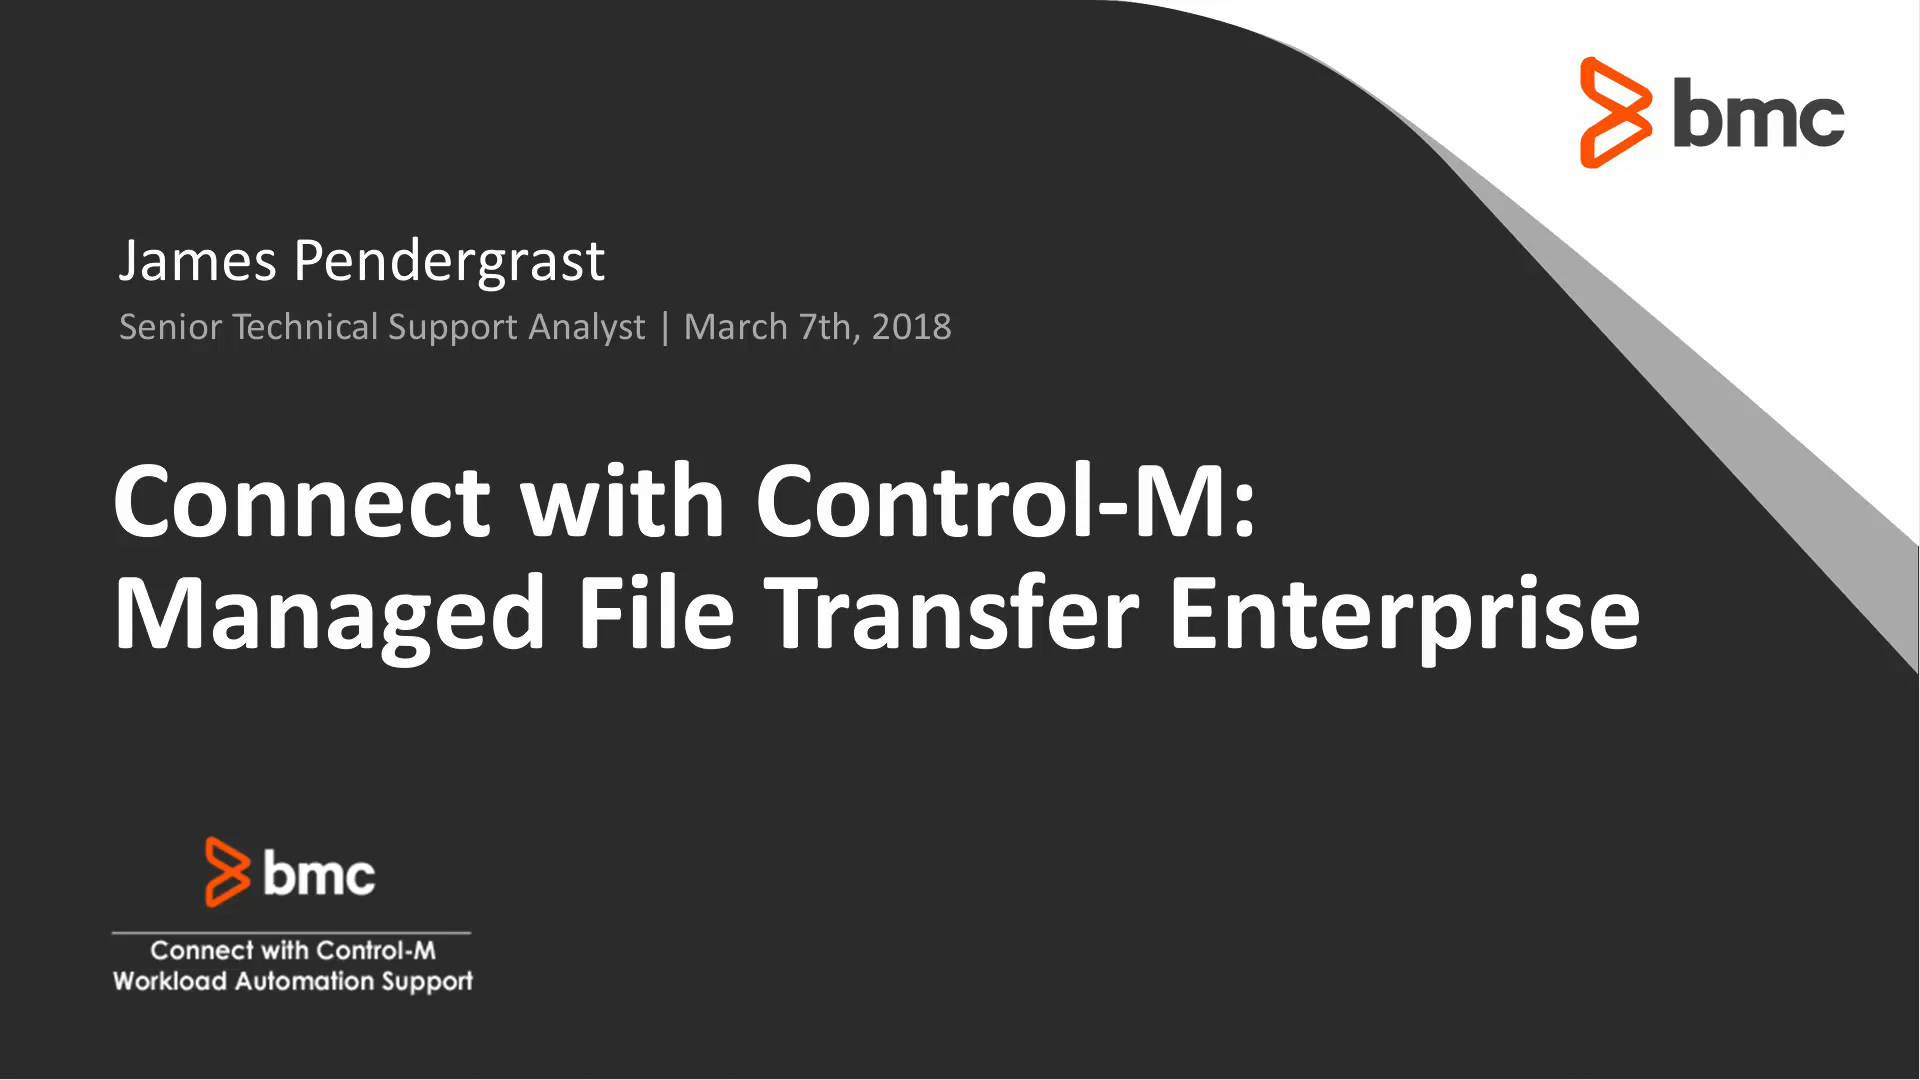 bmc
James Pendergrast
Senior Technical Support Analyst | March 7th, 2018
Connect with Control-M:
Managed File Transfer Enterprise
bmc
Connect with Control-M
Workload Automation Support